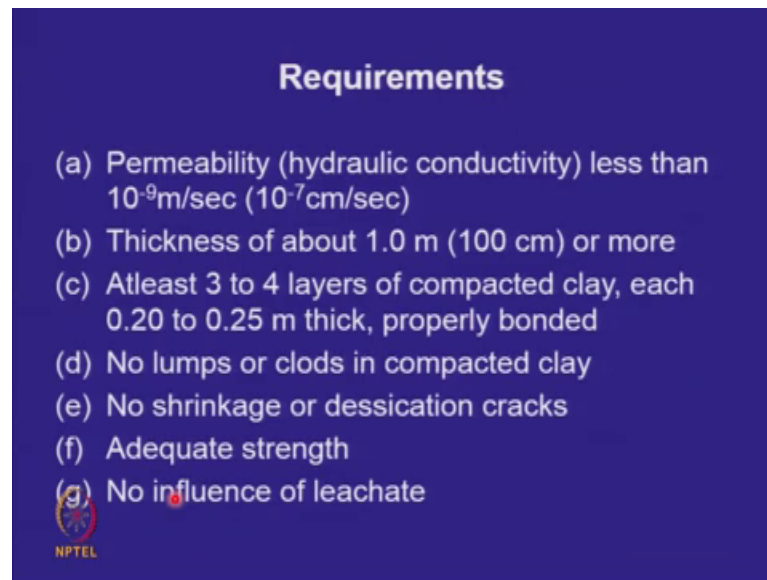 Requirements
(a) Permeability (hydraulic conductivity) less than
10⁻⁹m/sec (10⁻⁷cm/sec)
(b) Thickness of about 1.0 m (100 cm) or more
(c) Atleast 3 to 4 layers of compacted clay, each
0.20 to 0.25 m thick, properly bonded
(d) No lumps or clods in compacted clay
(e) No shrinkage or dessication cracks
(f) Adequate strength
(g) No influence of leachate
NPTEL